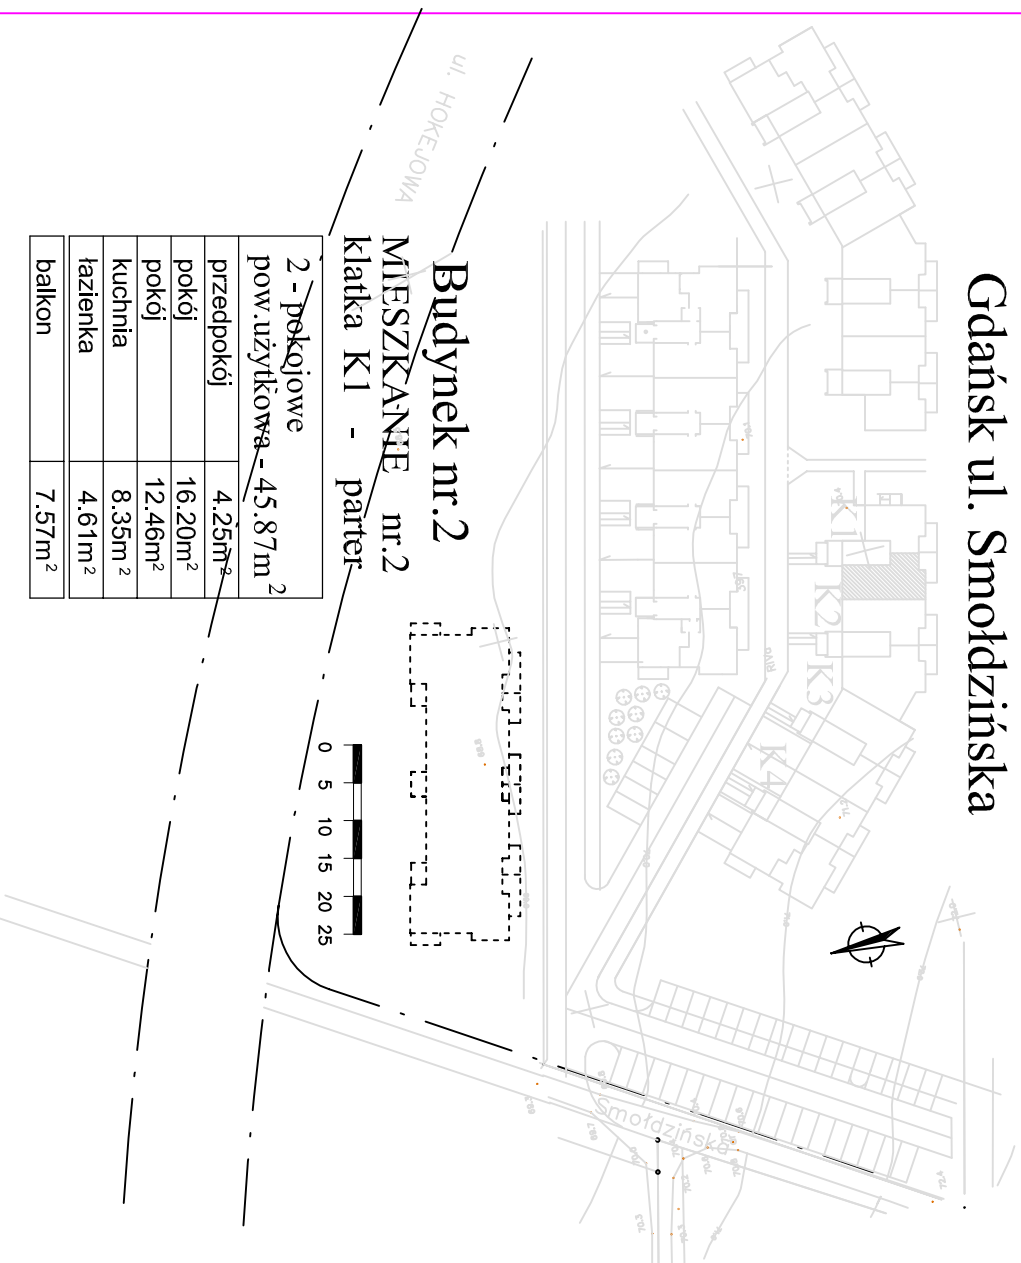 Gdańsk ul. Smołdzińska
Budynek nr.2
MIESZKANIE nr.2
klatka K1 - parter
2 - pokojowe
pow.użytkowa - 45.87m²
przedpokój 4.25m²
pokój 16.20m²
pokój 12.46m²
kuchnia 8.35m²
łazienka 4.61m²
balkon 7.57m²
ul. HOKEJOWA
K1
K2
K3
K4
0 5 10 15 20 25
Smołdzińska